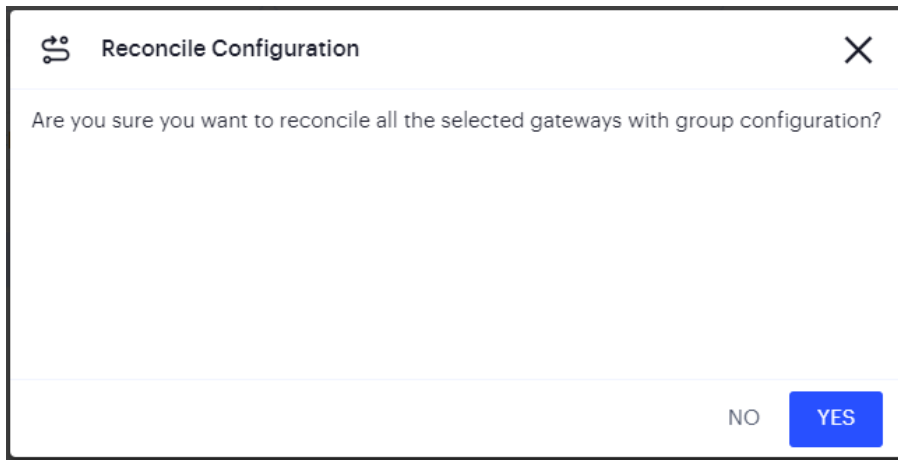 Reconcile Configuration
Are you sure you want to reconcile all the selected gateways with group configuration?
NO
YES